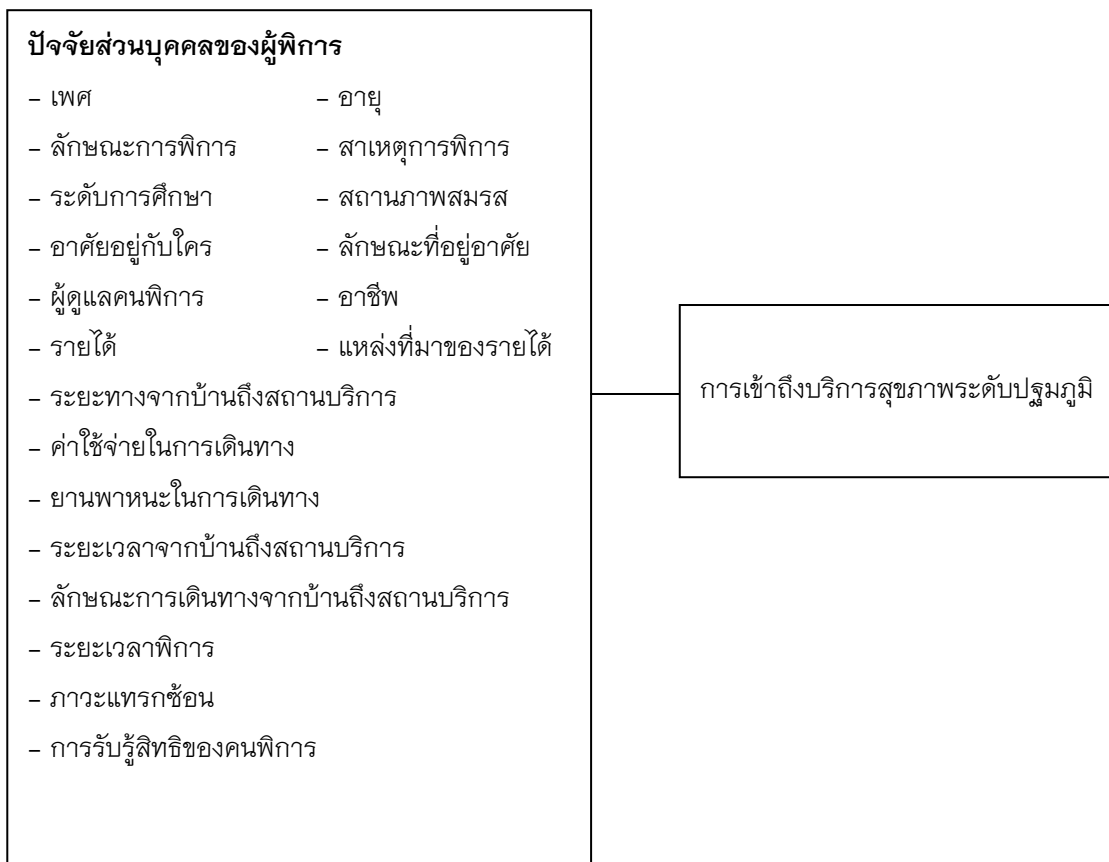 ปัจจัยส่วนบุคคลของผู้พิการ
– เพศ – อายุ
– ลักษณะการพิการ – สาเหตุการพิการ
– ระดับการศึกษา – สถานภาพสมรส
– อาศัยอยู่กับใคร – ลักษณะที่อยู่อาศัย
– ผู้ดูแลคนพิการ – อาชีพ
– รายได้ – แหล่งที่มาของรายได้
– ระยะทางจากบ้านถึงสถานบริการ
– ค่าใช้จ่ายในการเดินทาง
– ยานพาหนะในการเดินทาง
– ระยะเวลาจากบ้านถึงสถานบริการ
– ลักษณะการเดินทางจากบ้านถึงสถานบริการ
– ระยะเวลาพิการ
– ภาวะแทรกซ้อน
– การรับรู้สิทธิของคนพิการ
การเข้าถึงบริการสุขภาพระดับปฐมภูมิ